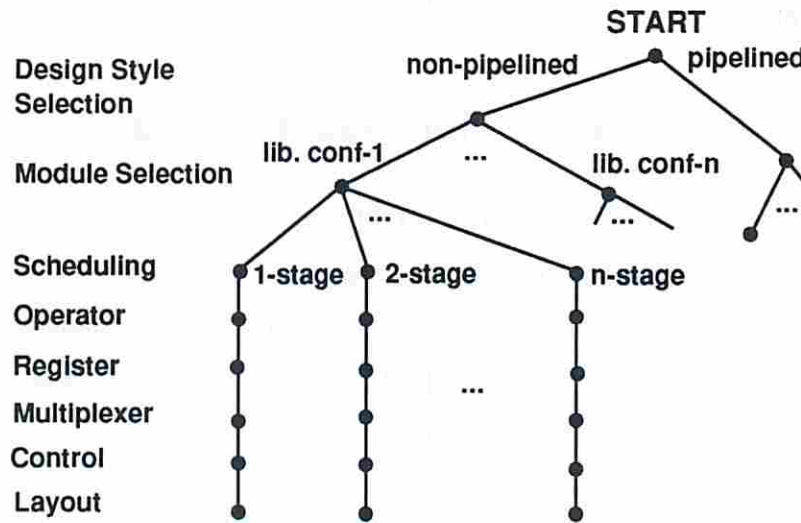 START
non-pipelined
pipelined
Design Style
Selection
lib. conf-1
...
lib. conf-n
Module Selection
...
...
...
Scheduling
1-stage
2-stage
n-stage
Operator
Register
...
Multiplexer
Control
Layout